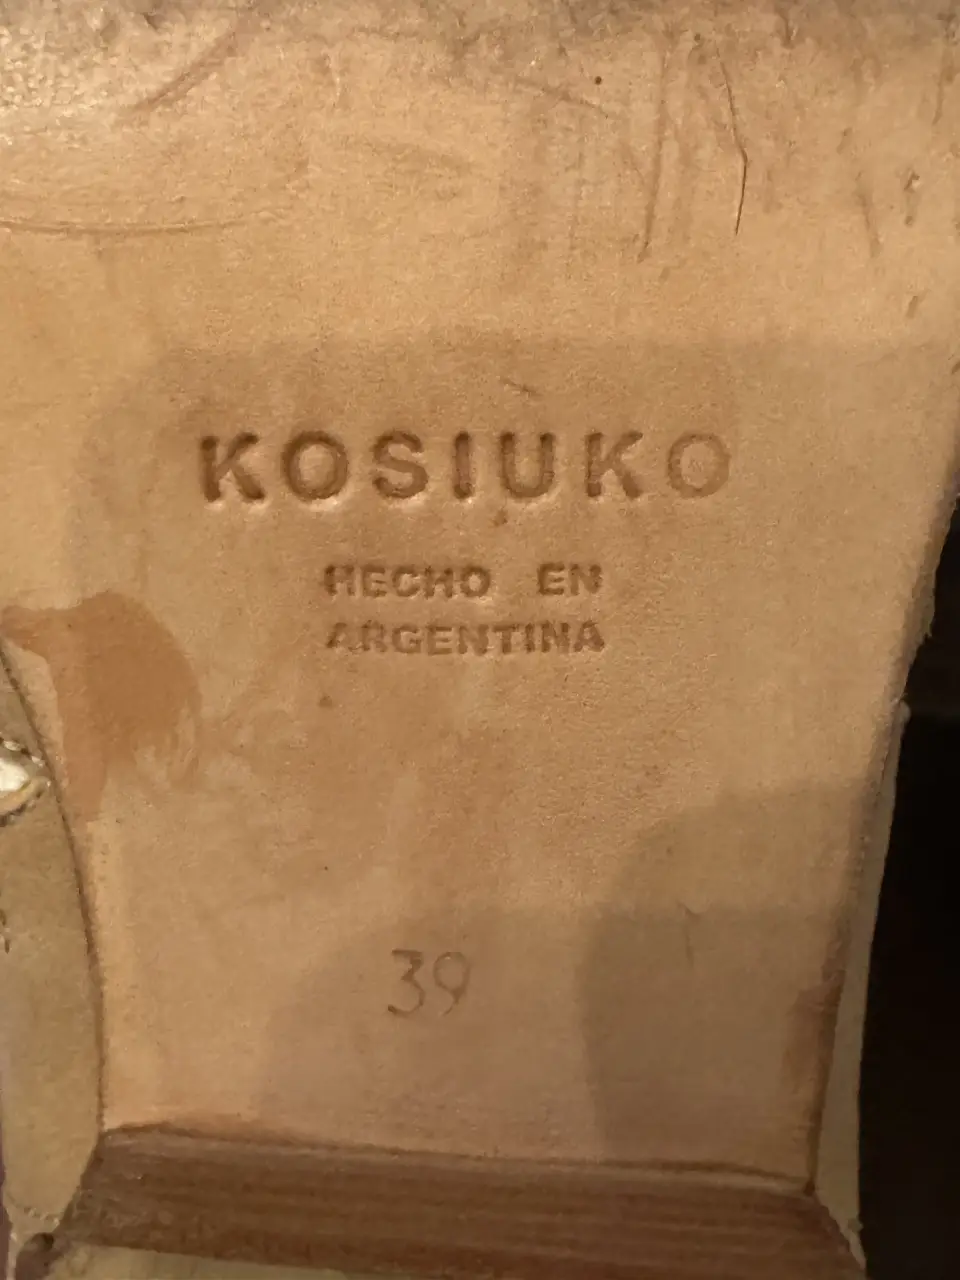 KOSIUKO
HECHO EN
ARGENTINA
39